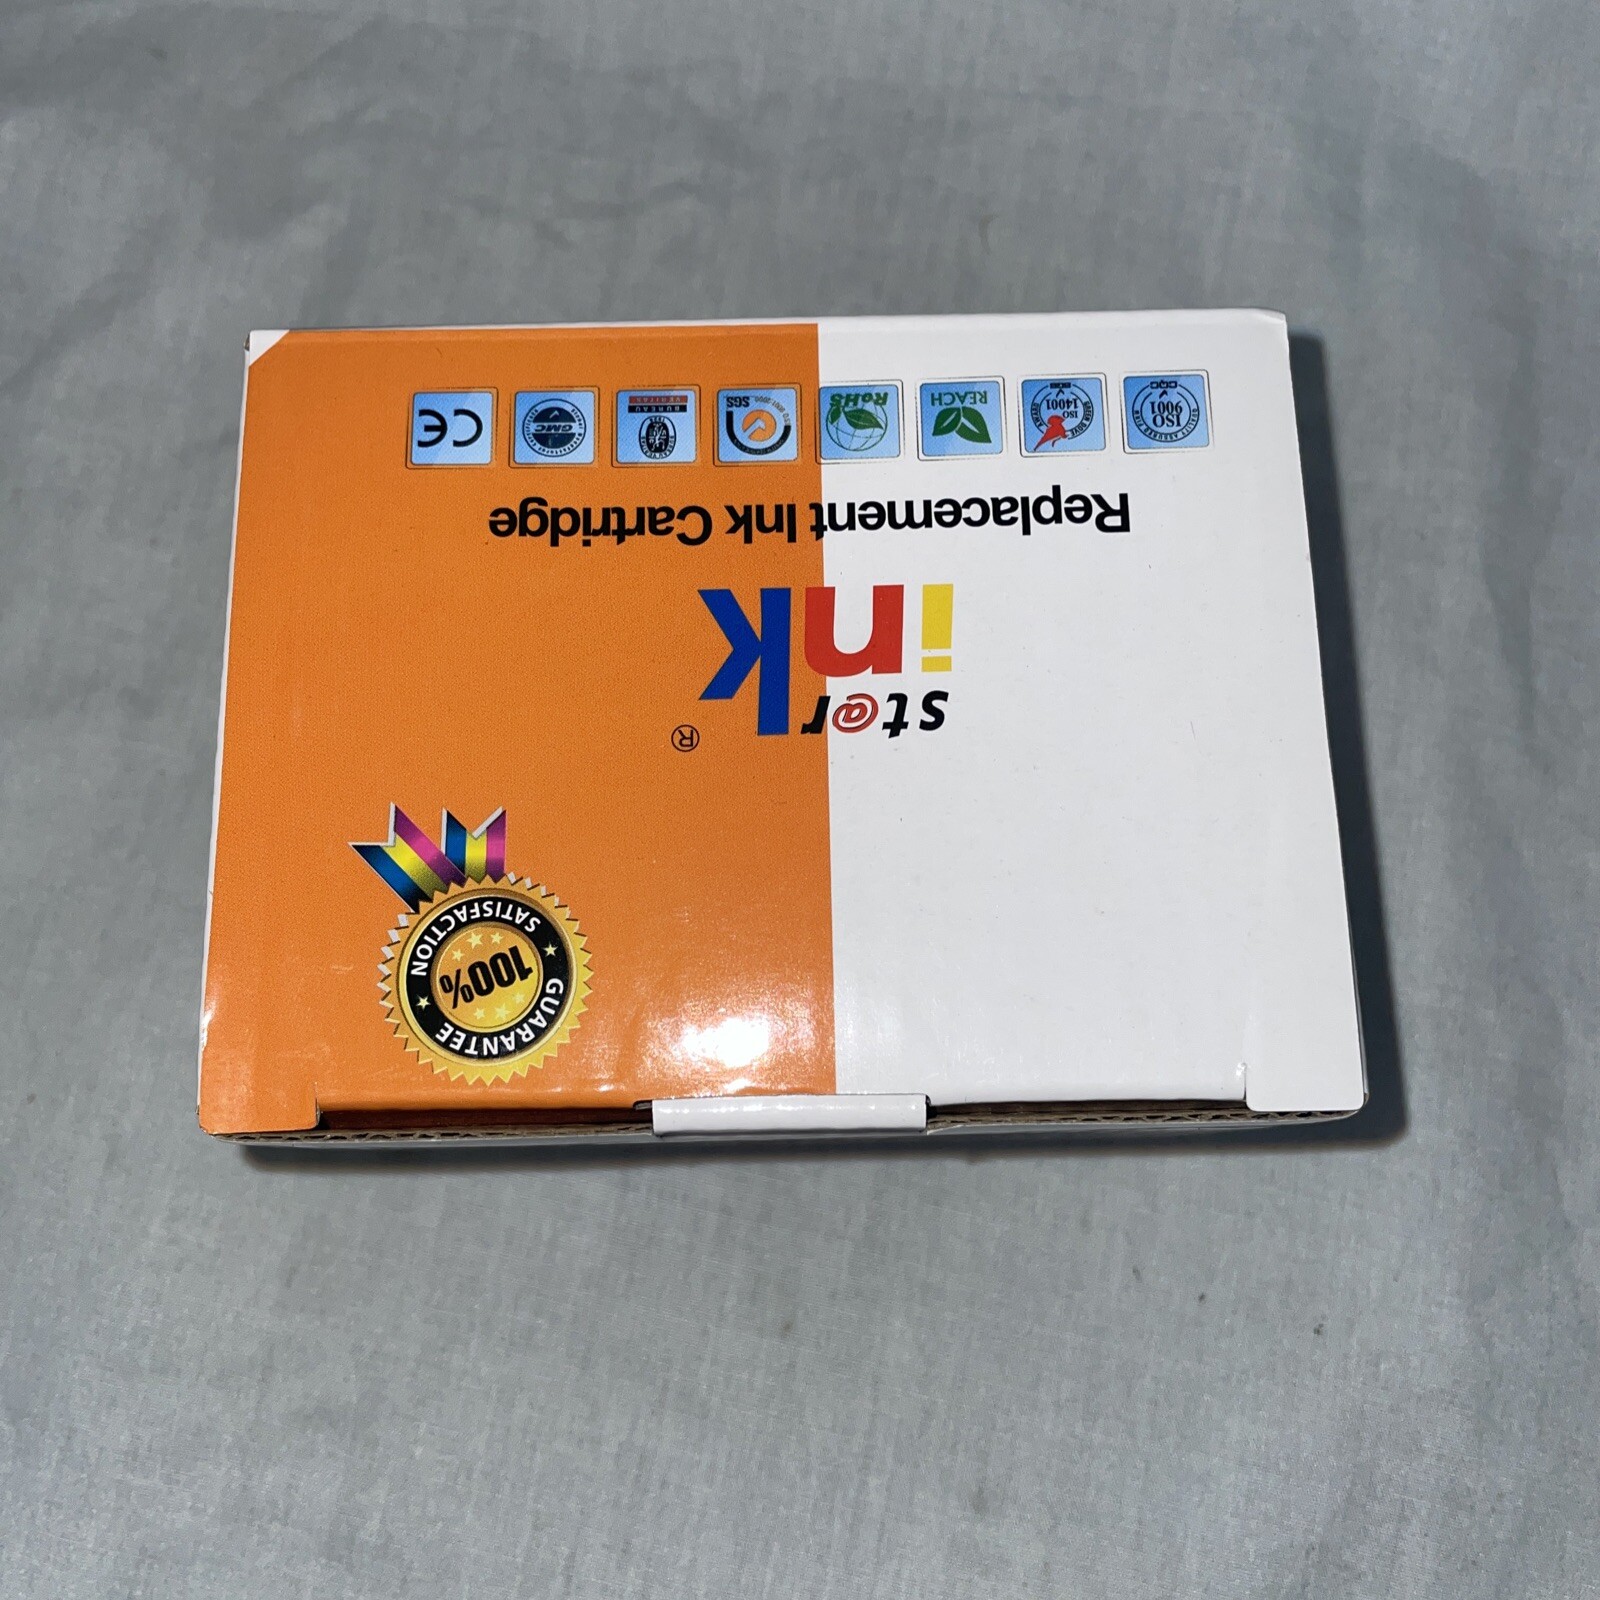 100%
SATISFACTION
GUARANTEE
st@r
ink®
Replacement Ink Cartridge
ISO
9001
CQC
ISO
14001
REACH
RoHS
SGS
BUREAU
VERITAS
GMC
CE